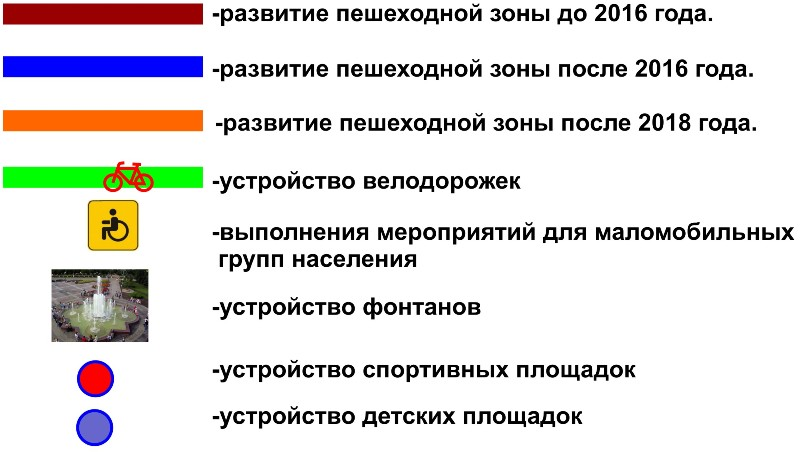 -развитие пешеходной зоны до 2016 года.
-развитие пешеходной зоны после 2016 года.
-развитие пешеходной зоны после 2018 года.
-устройство велодорожек
-выполнения мероприятий для маломобильных
групп населения
-устройство фонтанов
-устройство спортивных площадок
-устройство детских площадок